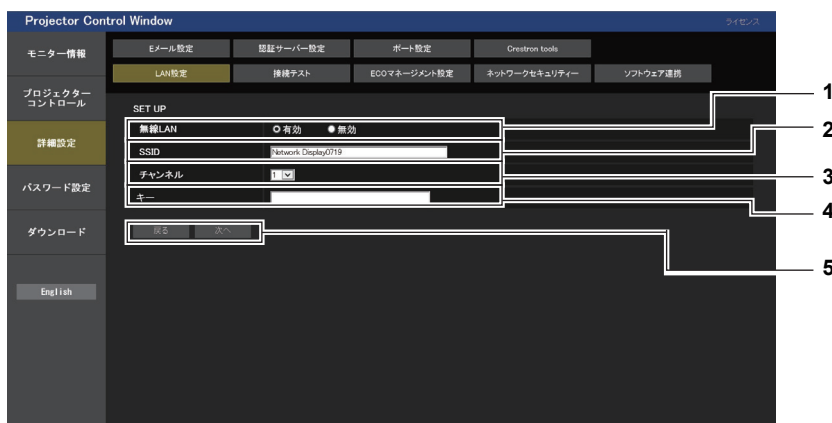 Projector Control Window
ライセンス
モニター情報
プロジェクター
コントロール
詳細設定
パスワード設定
ダウンロード
English
Eメール設定
認証サーバー設定
ポート設定
Crestron tools
LAN設定
接続テスト
ECOマネージメント設定
ネットワークセキュリティー
ソフトウェア連携
SET UP
無線LAN
有効
無効
SSID
Network Display0719
チャンネル
1
キー
戻る
次へ
1
2
3
4
5